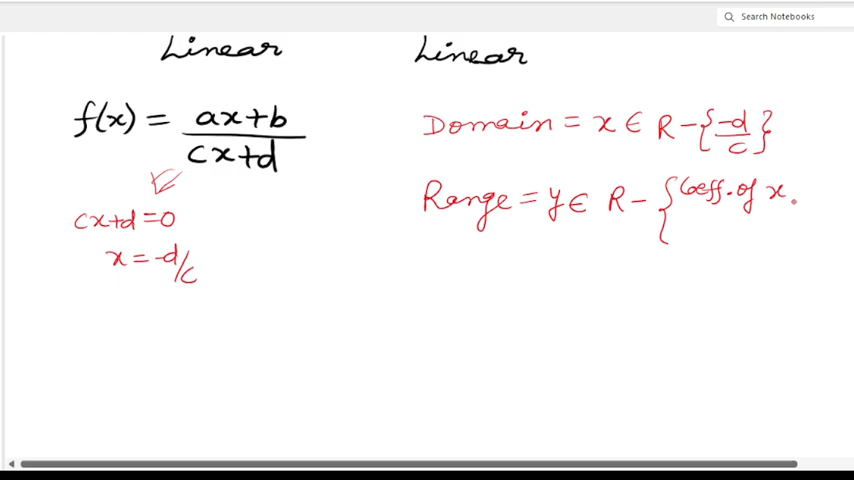 Search Notebooks
Linear Linear
f(x) = ax+b / cx+d
Domain = x ∈ R - {-d/c}
cx+d=0
x = -d/c
Range = y ∈ R - { Coeff. of x